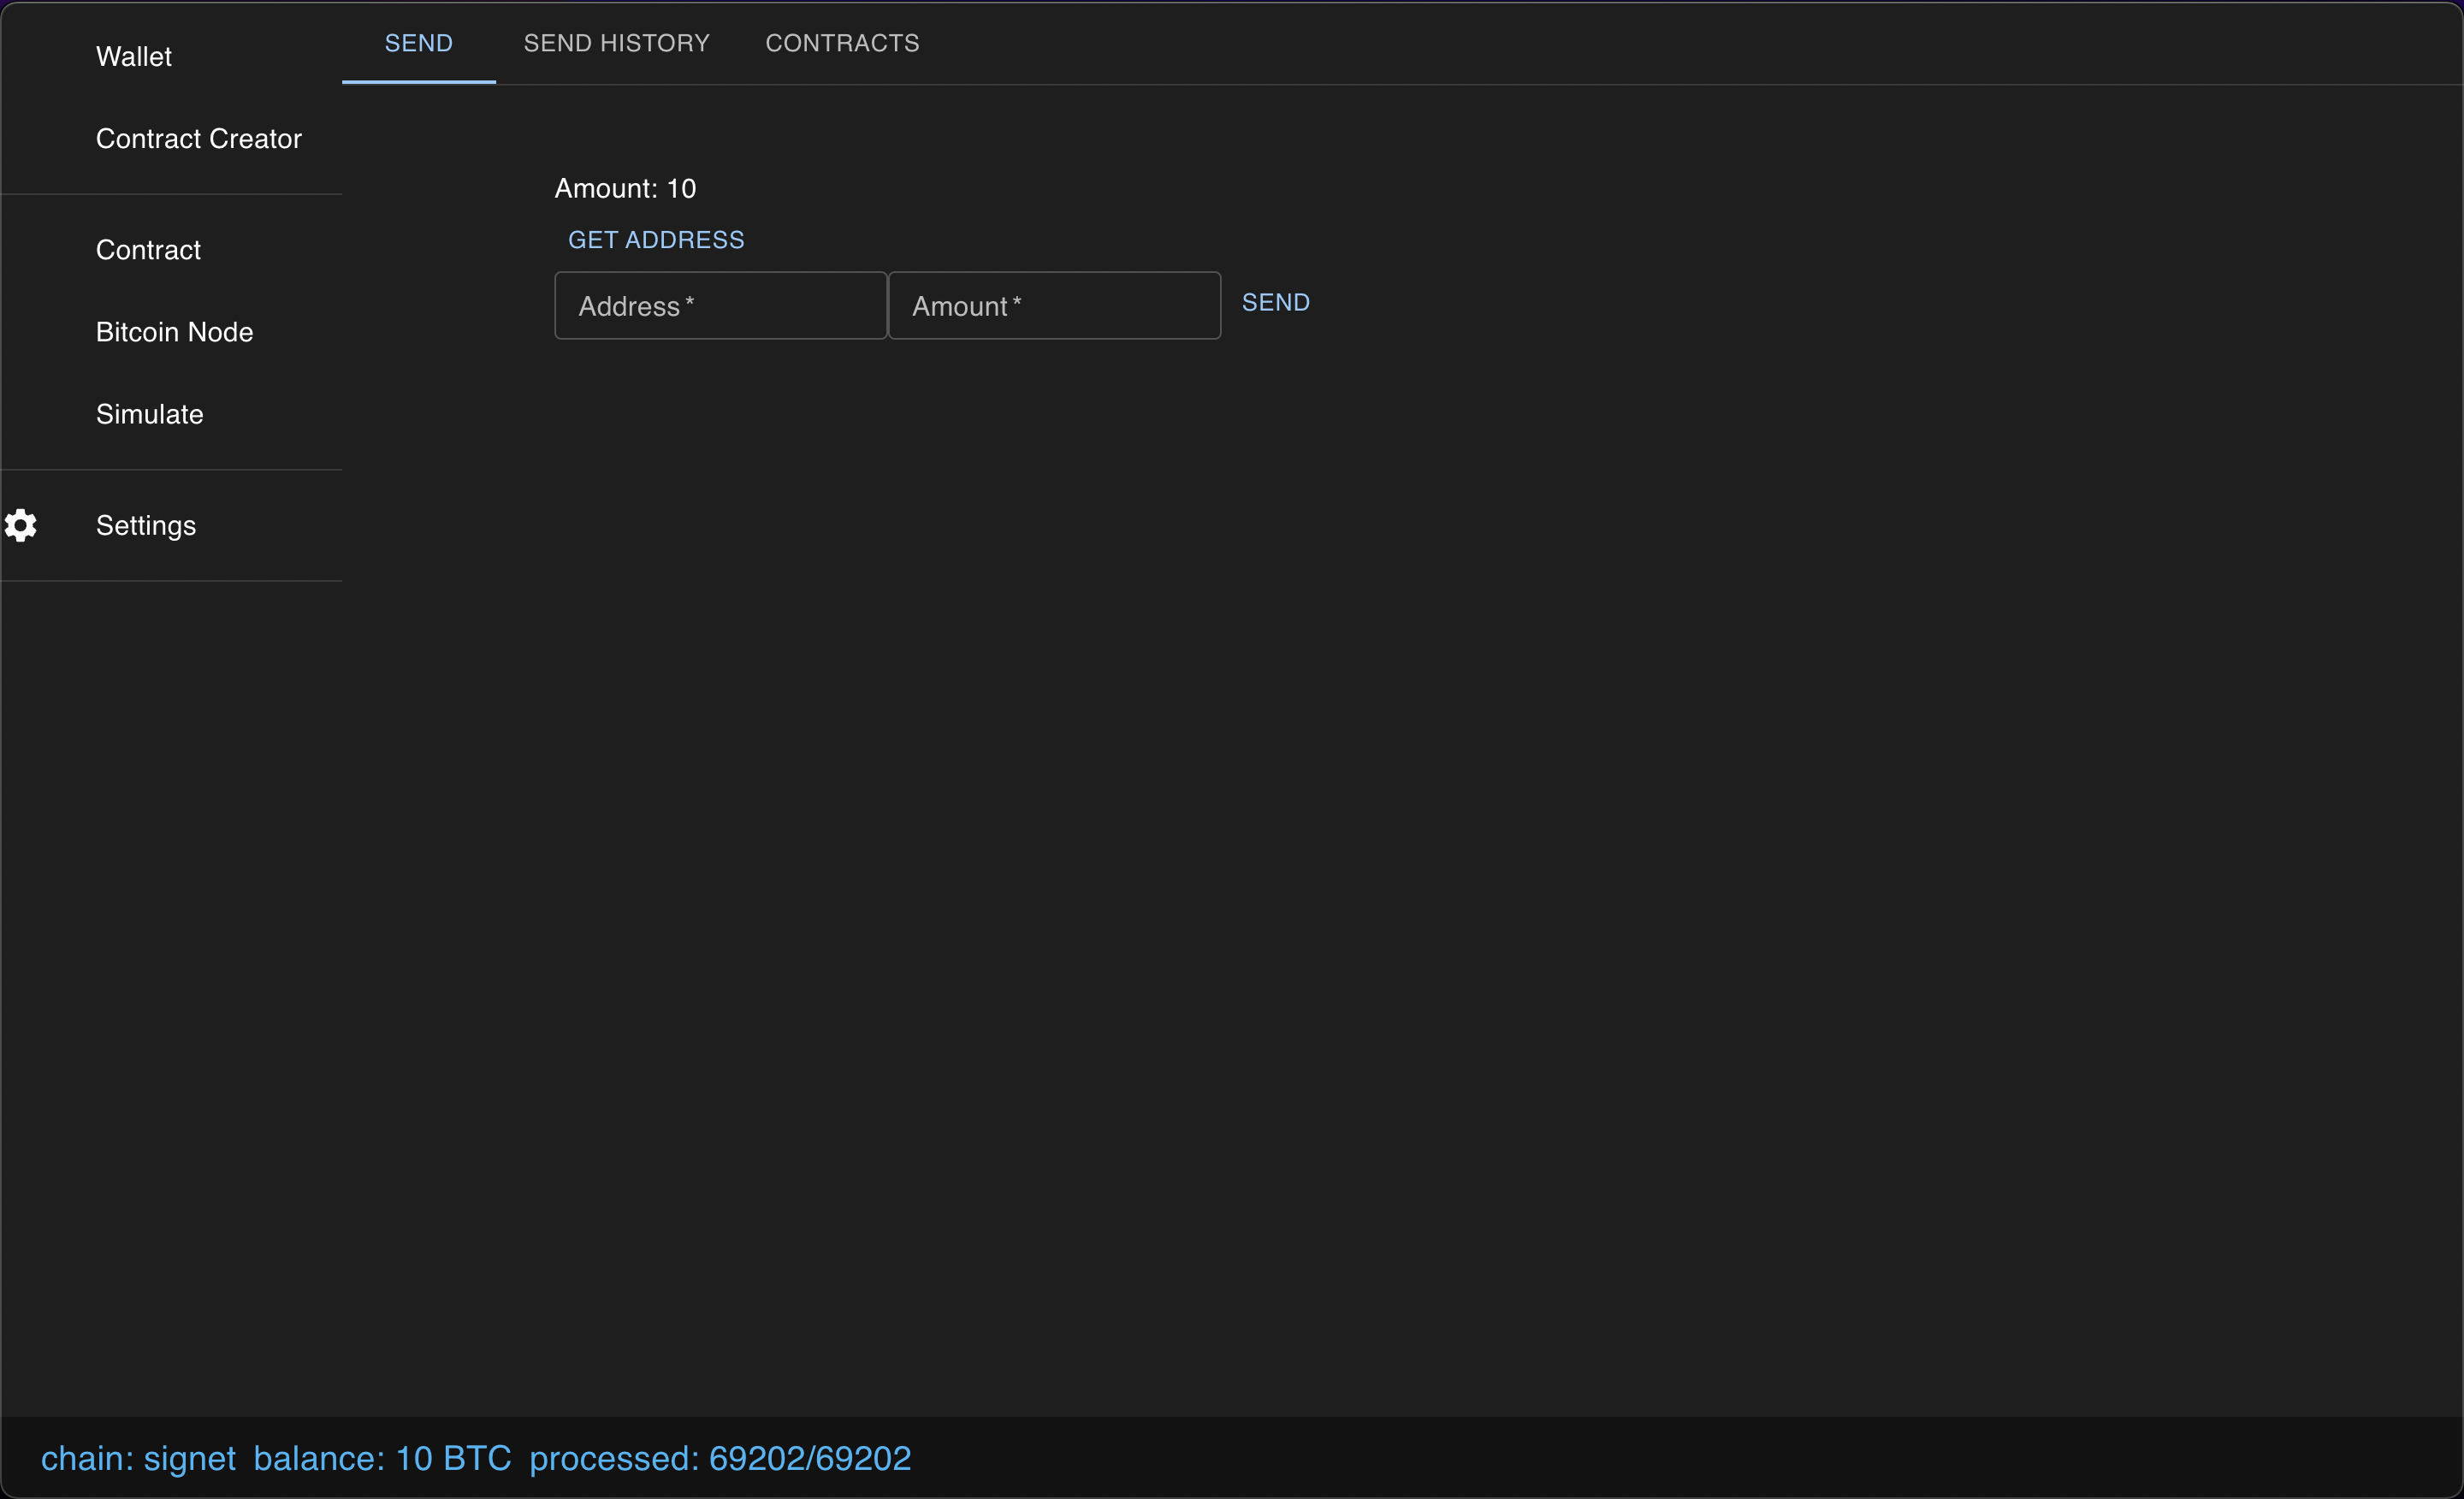 Wallet
Contract Creator
Contract
Bitcoin Node
Simulate
Settings
SEND SEND HISTORY CONTRACTS
Amount: 10
GET ADDRESS
Address * Amount * SEND
chain: signet balance: 10 BTC processed: 69202/69202